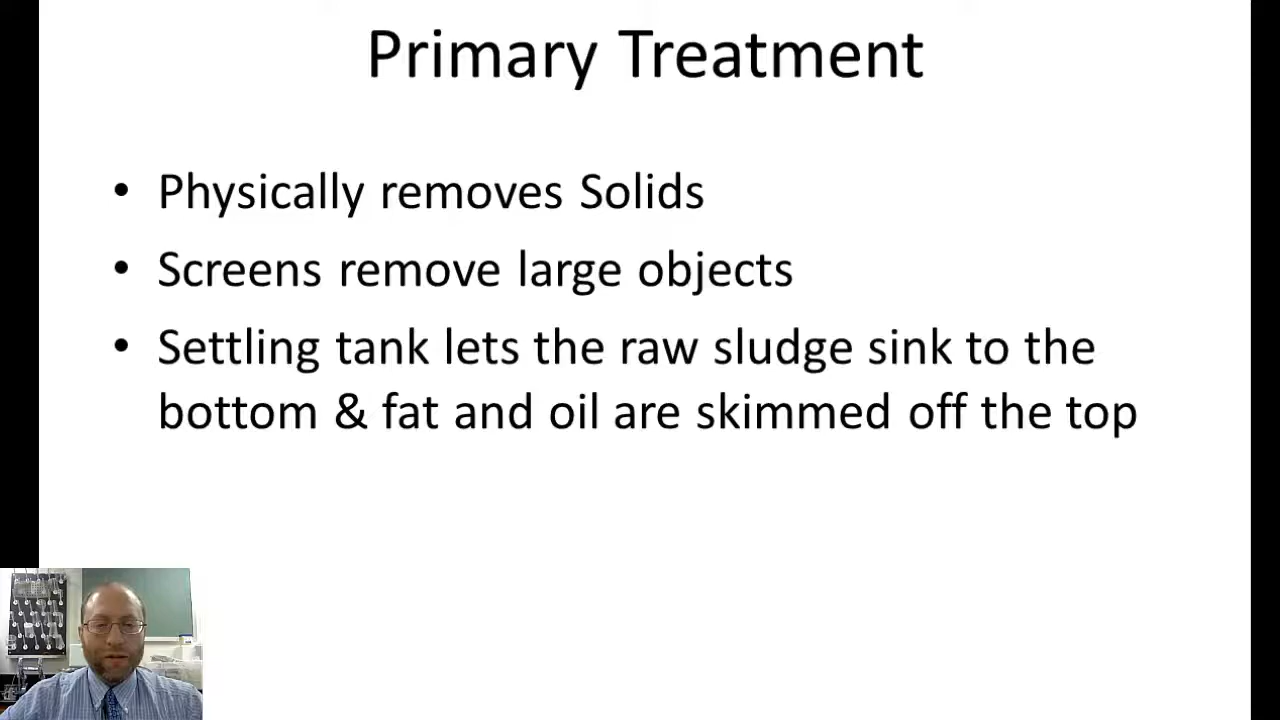 Primary Treatment
• Physically removes Solids
• Screens remove large objects
• Settling tank lets the raw sludge sink to the
bottom & fat and oil are skimmed off the top